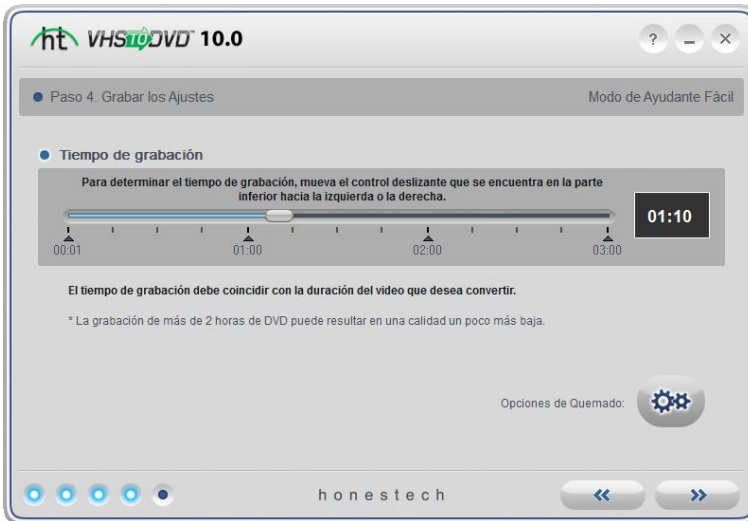 ht VHSTODVD 10.0
?
Paso 4. Grabar los Ajustes
Modo de Ayudante Fácil
Tiempo de grabación
Para determinar el tiempo de grabación, mueva el control deslizante que se encuentra en la parte
inferior hacia la izquierda o la derecha.
01:10
00:01 01:00 02:00 03:00
El tiempo de grabación debe coincidir con la duración del video que desea convertir.
* La grabación de más de 2 horas de DVD puede resultar en una calidad un poco más baja.
Opciones de Quemado:
honestech